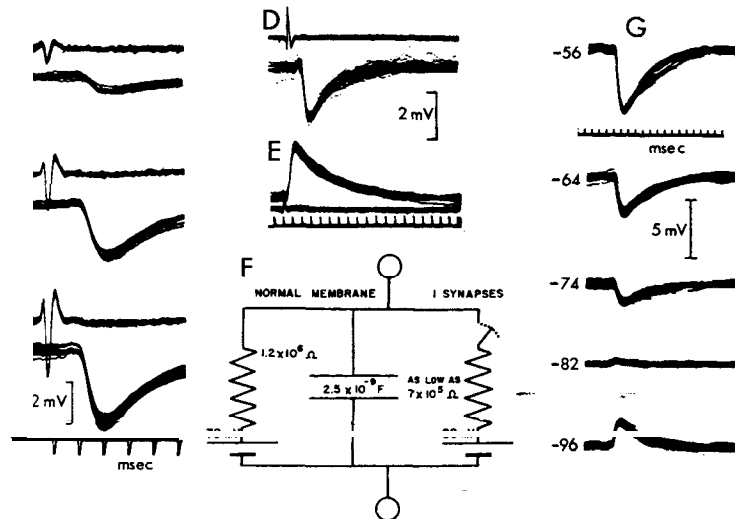 D
2 mV
E
2 mV
msec
F
NORMAL MEMBRANE
I SYNAPSES
1.2x10⁶ Ω
2.5 x 10⁻⁹ F
AS LOW AS
7x10⁵ Ω
G
-56
msec
-64
5 mV
-74
-82
-96